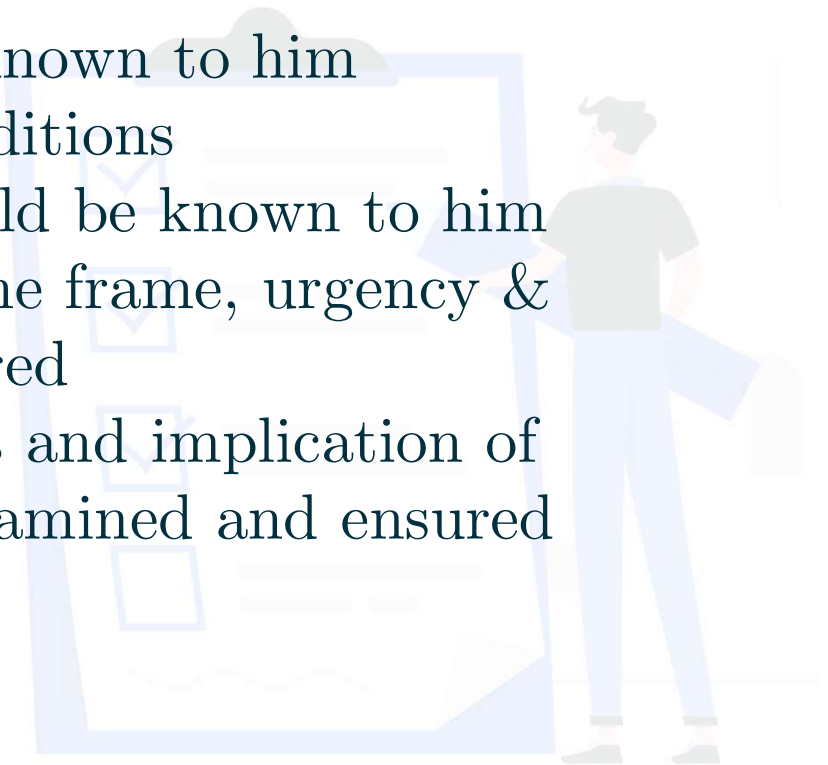 nown to him
ditions
ld be known to him
ne frame, urgency &
red
and implication of
amined and ensured